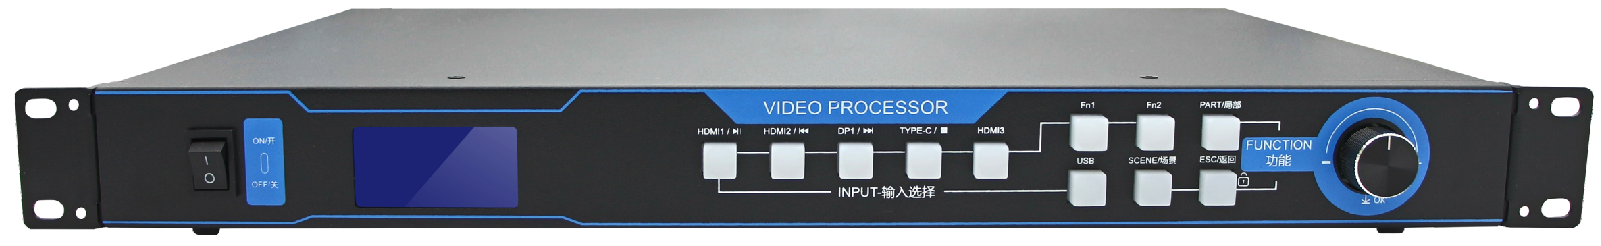 VIDEO PROCESSOR
Fn1 Fn2 PART/局部
HDMI1 / ⏯ HDMI2 / ⏮ DP1 / ⏭ TYPE-C / ⏹ HDMI3
ON/开
OFF/关
USB SCENE/场景 ESC/返回
FUNCTION
功能
INPUT-输入选择
OK